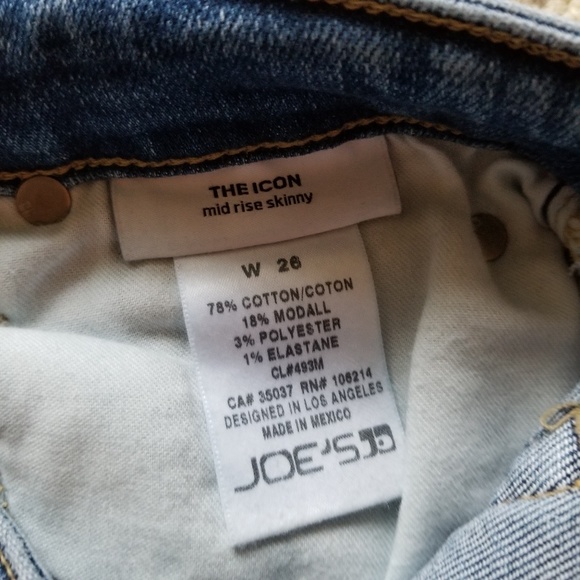 THE ICON
mid rise skinny
W 26
78% COTTON/COTON
18% MODALL
3% POLYESTER
1% ELASTANE
CL#493M
CA# 35037 RN# 106214
DESIGNED IN LOS ANGELES
MADE IN MEXICO
JOE'S